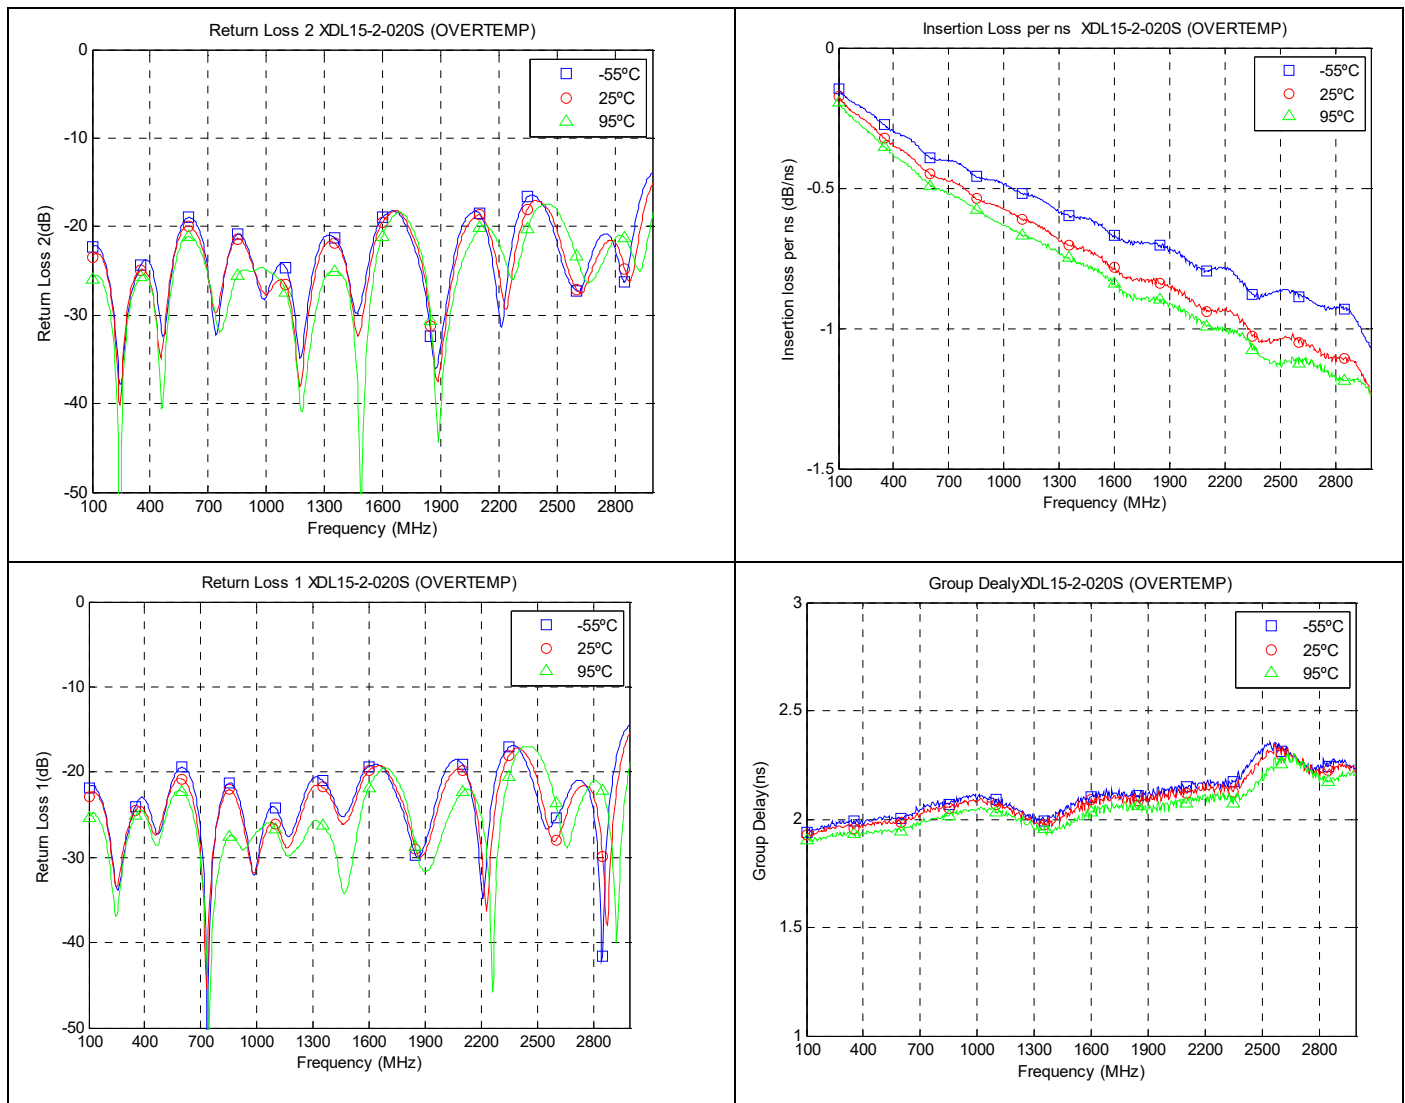 Return Loss 2 XDL15-2-020S (OVERTEMP)
0
-10
-20
-30
-40
-50
Return Loss 2(dB)
-55ºC
25ºC
95ºC
100 400 700 1000 1300 1600 1900 2200 2500 2800
Frequency (MHz)
Insertion Loss per ns XDL15-2-020S (OVERTEMP)
0
-0.5
-1
-1.5
Insertion loss per ns (dB/ns)
-55ºC
25ºC
95ºC
100 400 700 1000 1300 1600 1900 2200 2500 2800
Frequency (MHz)
Return Loss 1 XDL15-2-020S (OVERTEMP)
0
-10
-20
-30
-40
-50
Return Loss 1(dB)
-55ºC
25ºC
95ºC
100 400 700 1000 1300 1600 1900 2200 2500 2800
Frequency (MHz)
Group DealyXDL15-2-020S (OVERTEMP)
3
2.5
2
1.5
1
Group Delay(ns)
-55ºC
25ºC
95ºC
100 400 700 1000 1300 1600 1900 2200 2500 2800
Frequency (MHz)